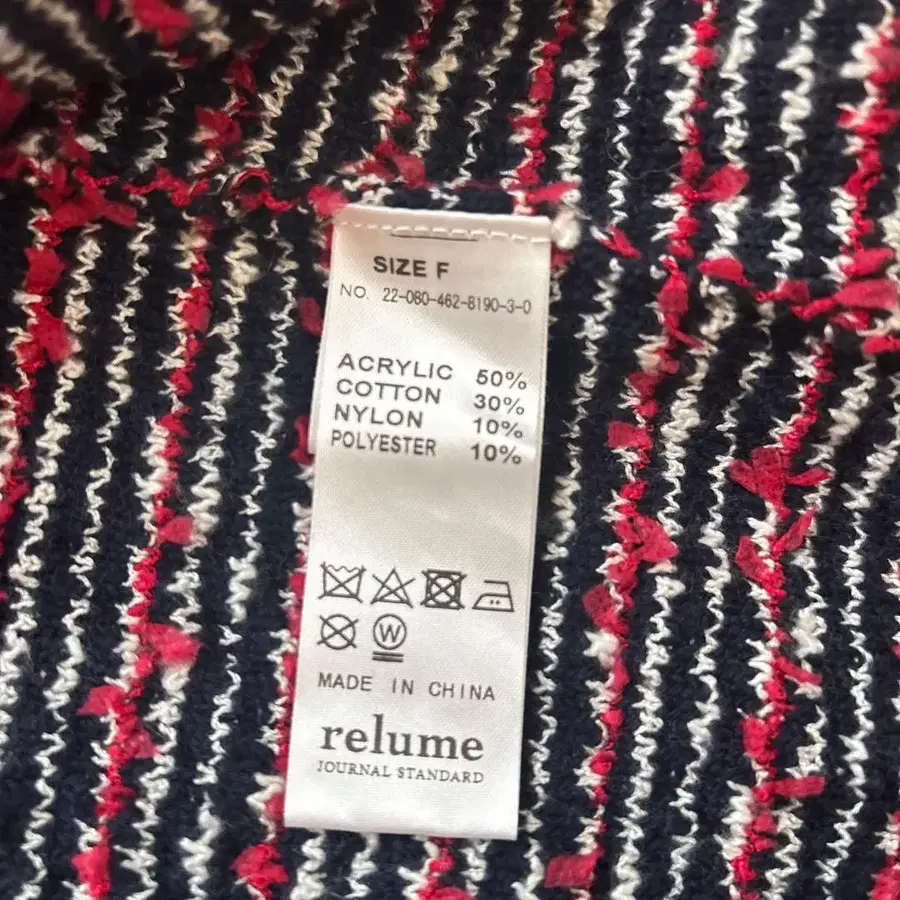 SIZE F
NO. 22-060-462-8190-3-0
ACRYLIC 50%
COTTON 30%
NYLON 10%
POLYESTER 10%
W
MADE IN CHINA
relume
JOURNAL STANDARD